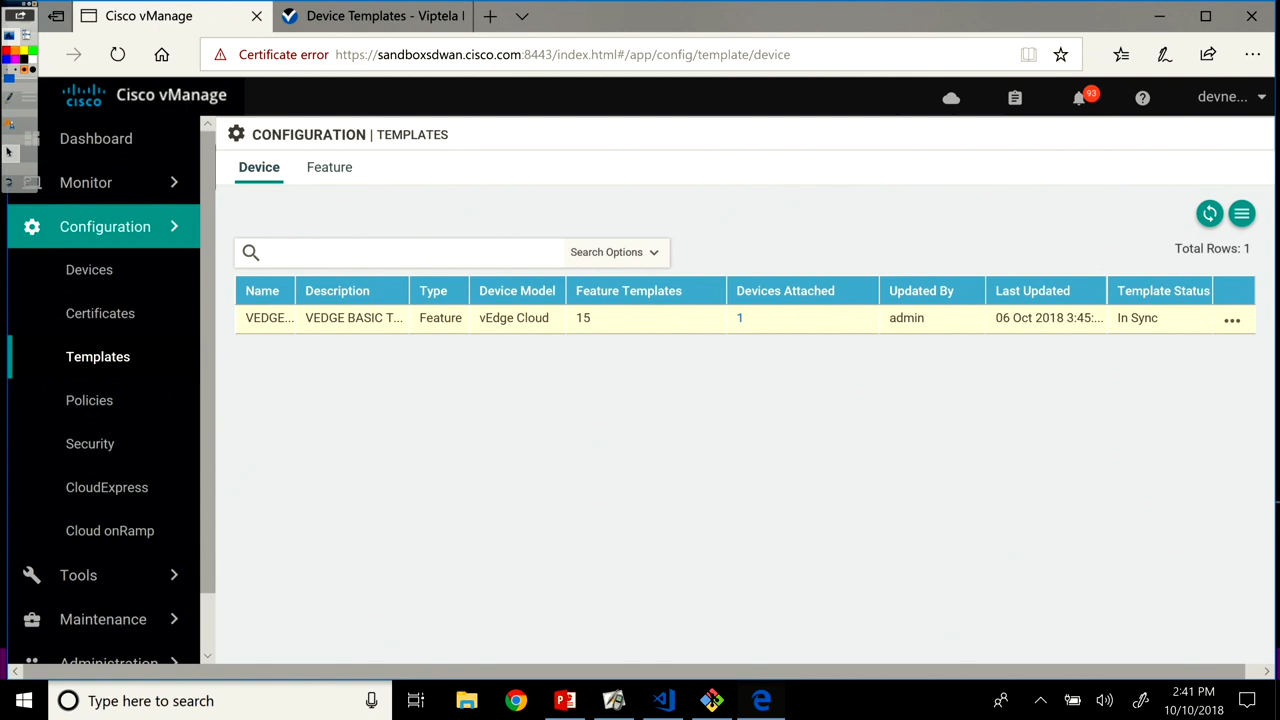 Cisco vManage
Device Templates - Viptela
Certificate error https://sandboxsdwan.cisco.com:8443/index.html#/app/config/template/device
cisco
Cisco vManage
93
devne...
Dashboard
Monitor
Configuration
Devices
Certificates
Templates
Policies
Security
CloudExpress
Cloud onRamp
Tools
Maintenance
Administration
CONFIGURATION | TEMPLATES
Device Feature
Search Options
Total Rows: 1
Name Description Type Device Model Feature Templates Devices Attached Updated By Last Updated Template Status
VEDGE... VEDGE BASIC T... Feature vEdge Cloud 15 1 admin 06 Oct 2018 3:45:... In Sync
Type here to search
2:41 PM
10/10/2018